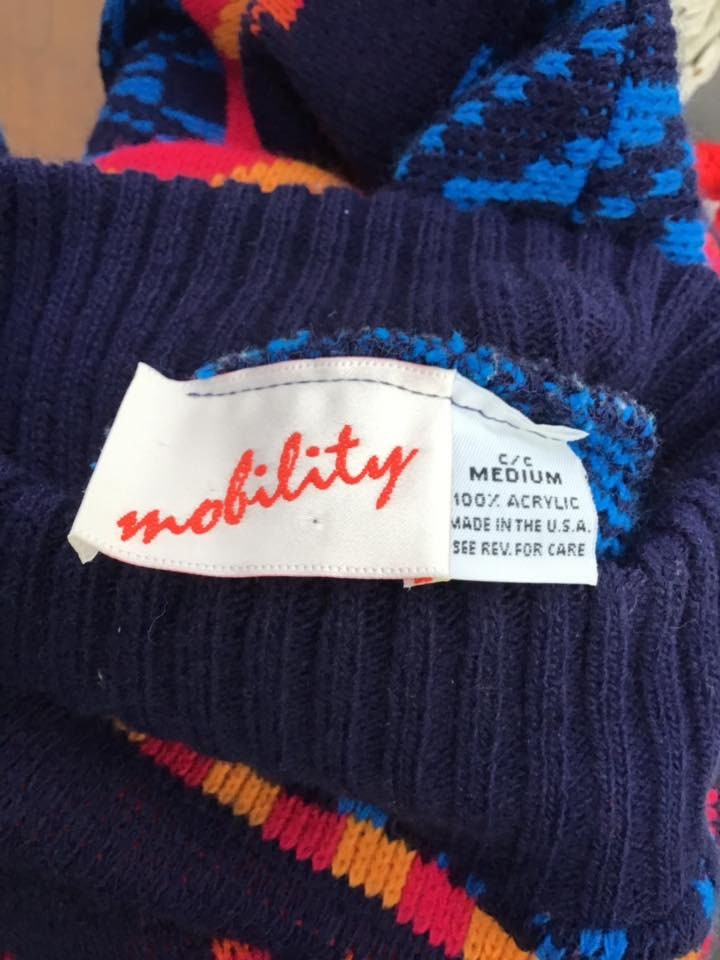 mobility
C/C
MEDIUM
100% ACRYLIC
MADE IN THE U.S.A.
SEE REV. FOR CARE